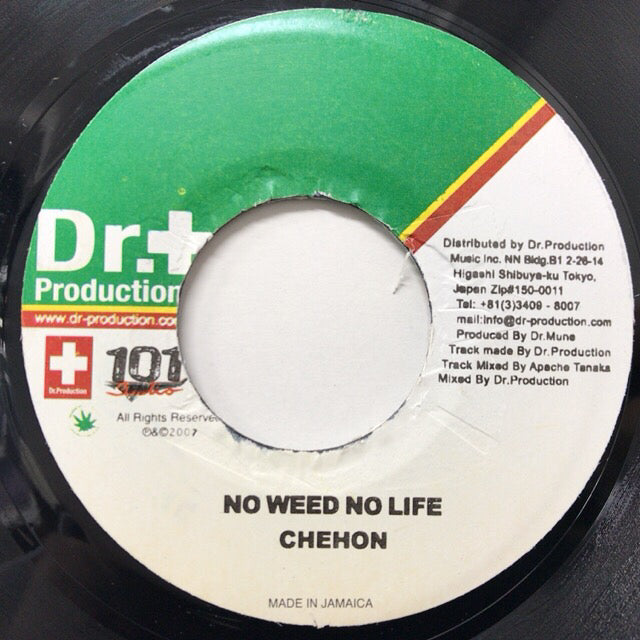 Dr.
Production
www.dr-production.co
Dr.Production
101
All Rights Reserve
℗&©2007
Distributed by Dr.Production
Music Inc. NN Bldg.B1 2-26-14
Higashi Shibuya-ku Tokyo,
Japan Zip#150-0011
Tel: +81(3)3409 - 8007
mail:info@dr-production.com
Produced By Dr.Mune
Track made By Dr.Production
Track Mixed By Apache Tanaka
Mixed By Dr.Production
NO WEED NO LIFE
CHEHON
MADE IN JAMAICA